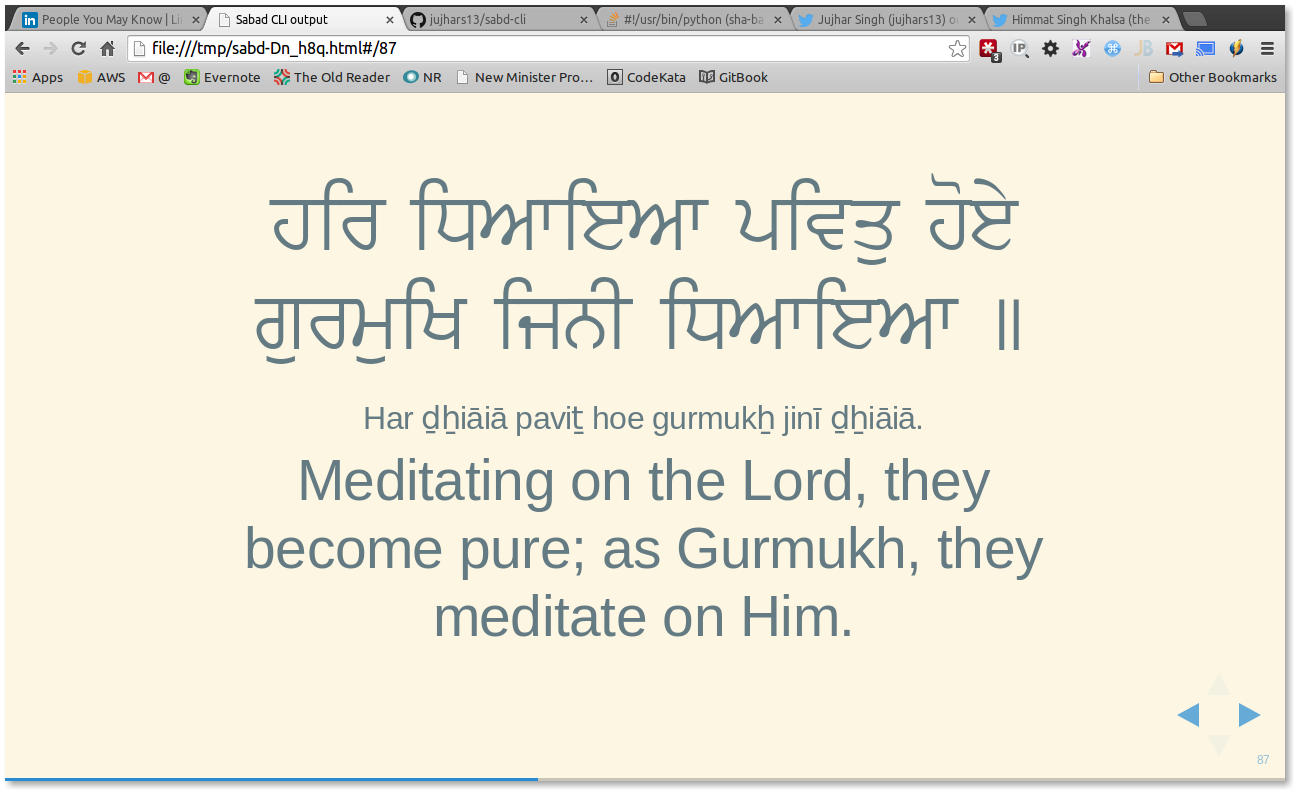 People You May Know | Li
Sabad CLI output
jujhars13/sabd-cli
#!/usr/bin/python (sha-ba
Jujhar Singh (jujhars13) o
Himmat Singh Khalsa (the
file:///tmp/sabd-Dn_h8q.html#/87
3
IP
JB
Apps
AWS
@
Evernote
The Old Reader
NR
New Minister Pro...
CodeKata
GitBook
Other Bookmarks
ਹਰਿ ਧਿਆਇਆ ਪਵਿਤੁ ਹੋਏ
ਗੁਰਮੁਖਿ ਜਿਨੀ ਧਿਆਇਆ ॥
Har ḏẖiāiā paviṯ hoe gurmukẖ jinī ḏẖiāiā.
Meditating on the Lord, they
become pure; as Gurmukh, they
meditate on Him.
87